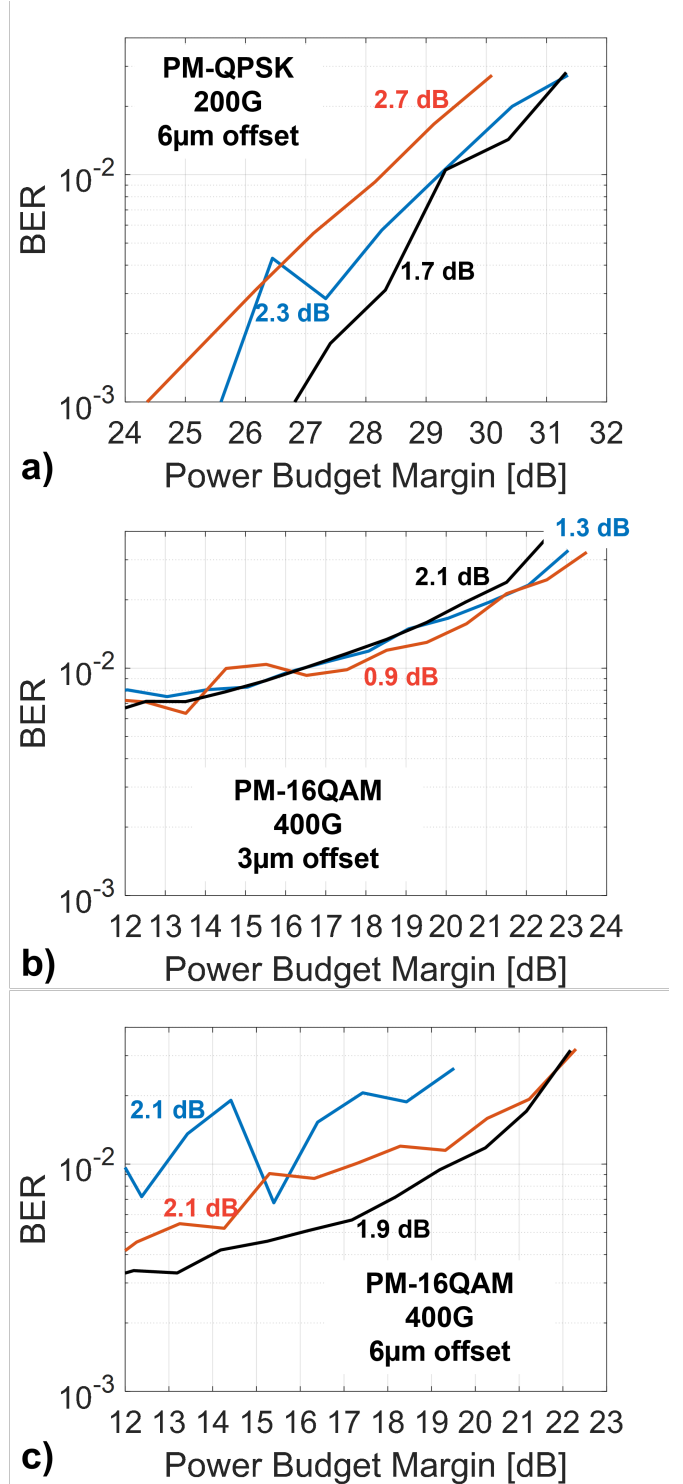 PM-QPSK
200G
6μm offset
2.7 dB
2.3 dB
1.7 dB
BER
10-2
10-3
24 25 26 27 28 29 30 31 32
a)
Power Budget Margin [dB]
1.3 dB
2.1 dB
0.9 dB
BER
10-2
10-3
PM-16QAM
400G
3μm offset
12 13 14 15 16 17 18 19 20 21 22 23 24
b)
Power Budget Margin [dB]
2.1 dB
2.1 dB
1.9 dB
BER
10-2
10-3
PM-16QAM
400G
6μm offset
12 13 14 15 16 17 18 19 20 21 22 23
c)
Power Budget Margin [dB]